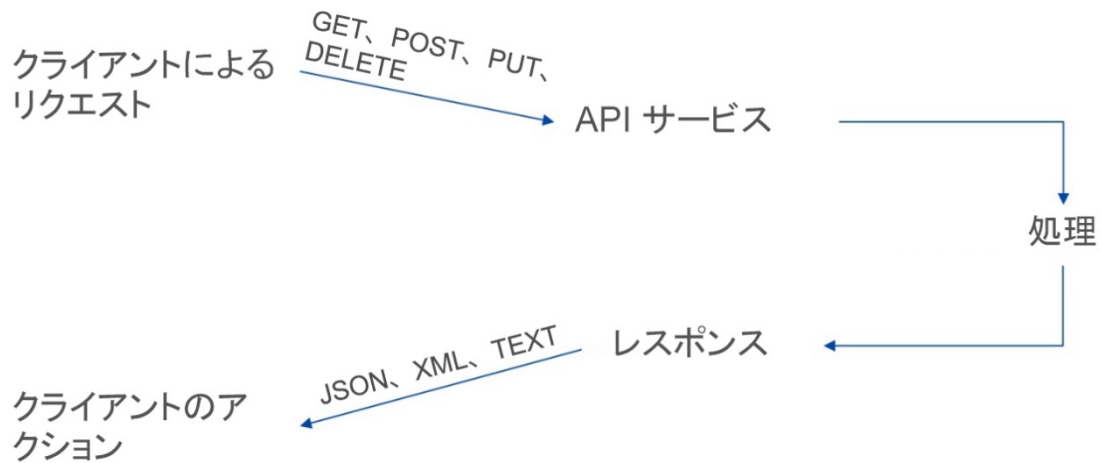 GET、POST、PUT、
DELETE
クライアントによる
リクエスト
API サービス
処理
レスポンス
JSON、XML、TEXT
クライアントのア
クション